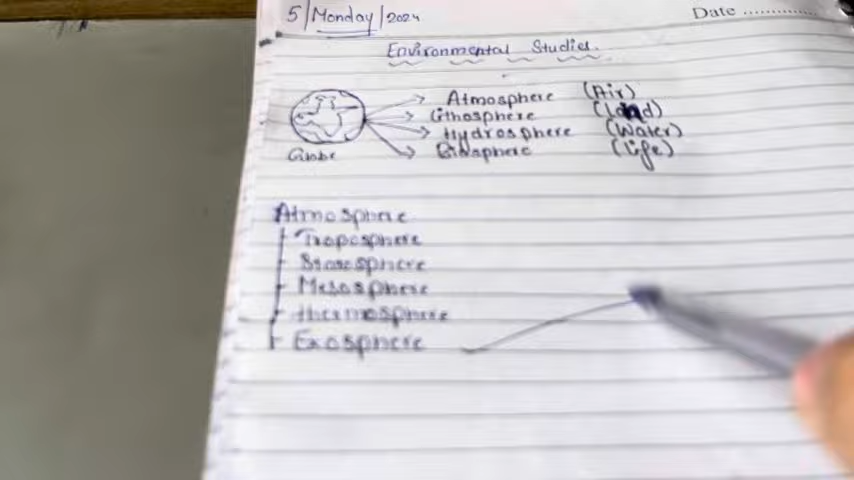 5/Monday/2024
Date ..............
Environmental Studies.
Atmosphere (Air)
Lithosphere (Land)
Hydrosphere (Water)
Biosphere (Life)
Globe
Atmosphere
Troposphere
Mesosphere
thermosphere
Exosphere